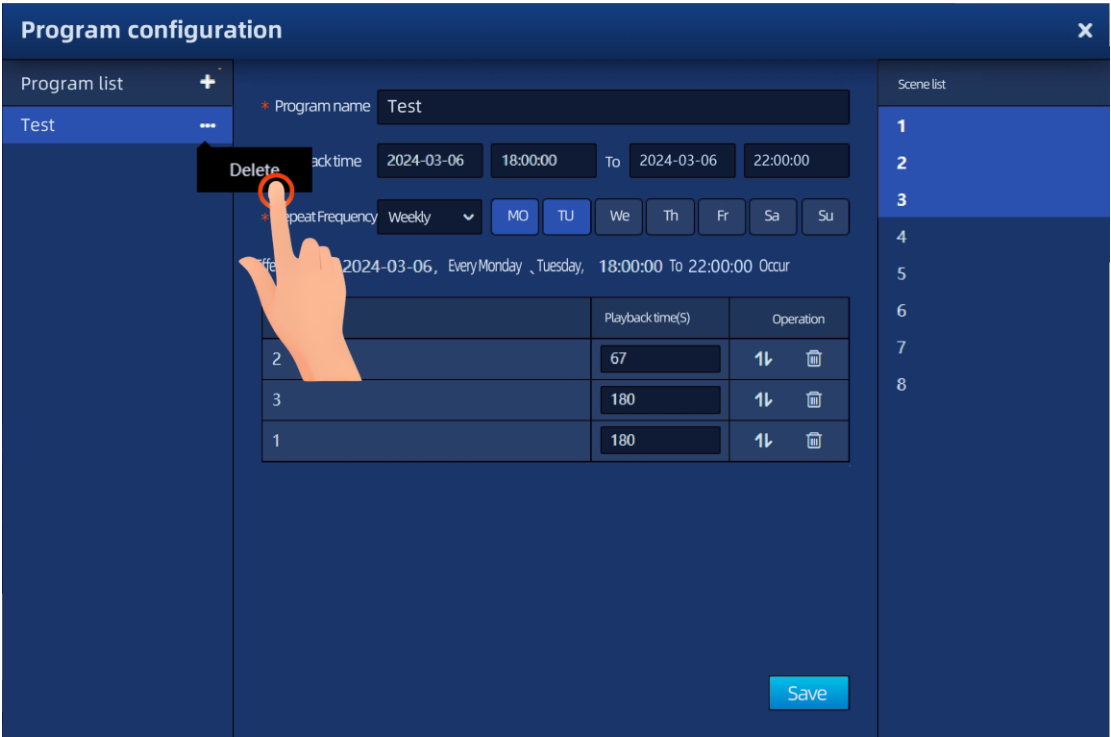 Program configuration
Program list
Test
Delete
* Program name Test
time 2024-03-06 18:00:00 To 2024-03-06 22:00:00
* Frequency Weekly MO TU We Th Fr Sa Su
2024-03-06, Every Monday 、Tuesday, 18:00:00 To 22:00:00 Occur
Playback time(S) Operation
2 67
3 180
1 180
Save
Scene list
1
2
3
4
5
6
7
8